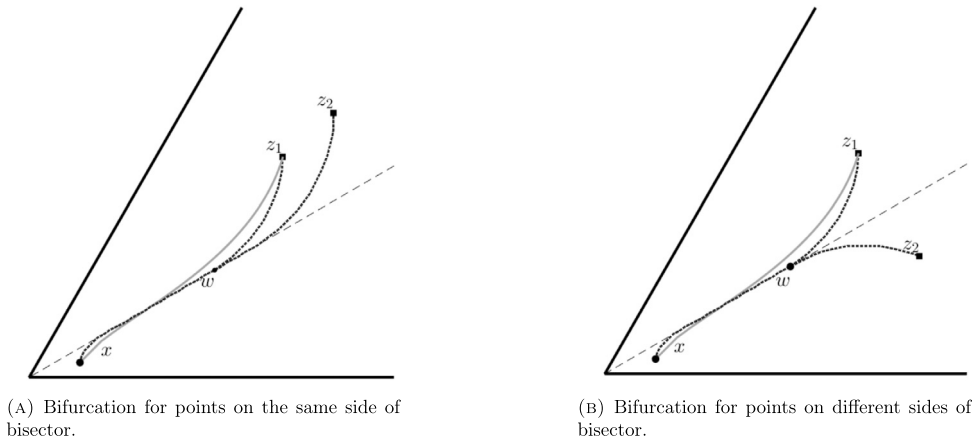 z₂
z₁
w
x
(A) Bifurcation for points on the same side of
bisector.
z₁
z₂
w
x
(B) Bifurcation for points on different sides of
bisector.